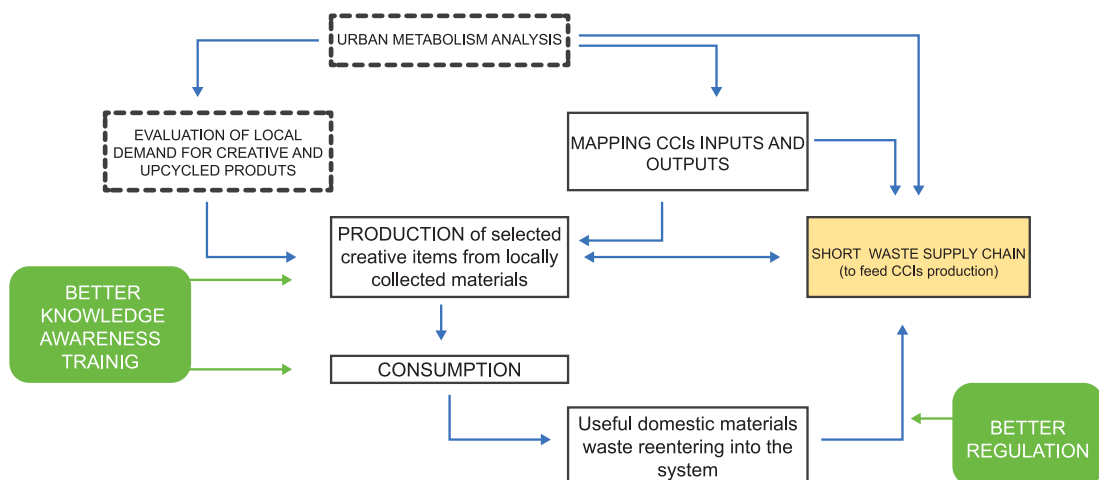 URBAN METABOLISM ANALYSIS
EVALUATION OF LOCAL
DEMAND FOR CREATIVE AND
UPCYCLED PRODUTS
MAPPING CCIs INPUTS AND
OUTPUTS
PRODUCTION of selected
creative items from locally
collected materials
SHORT WASTE SUPPLY CHAIN
(to feed CCIs production)
BETTER
KNOWLEDGE
AWARENESS
TRAINIG
CONSUMPTION
Useful domestic materials
waste reentering into the
system
BETTER
REGULATION